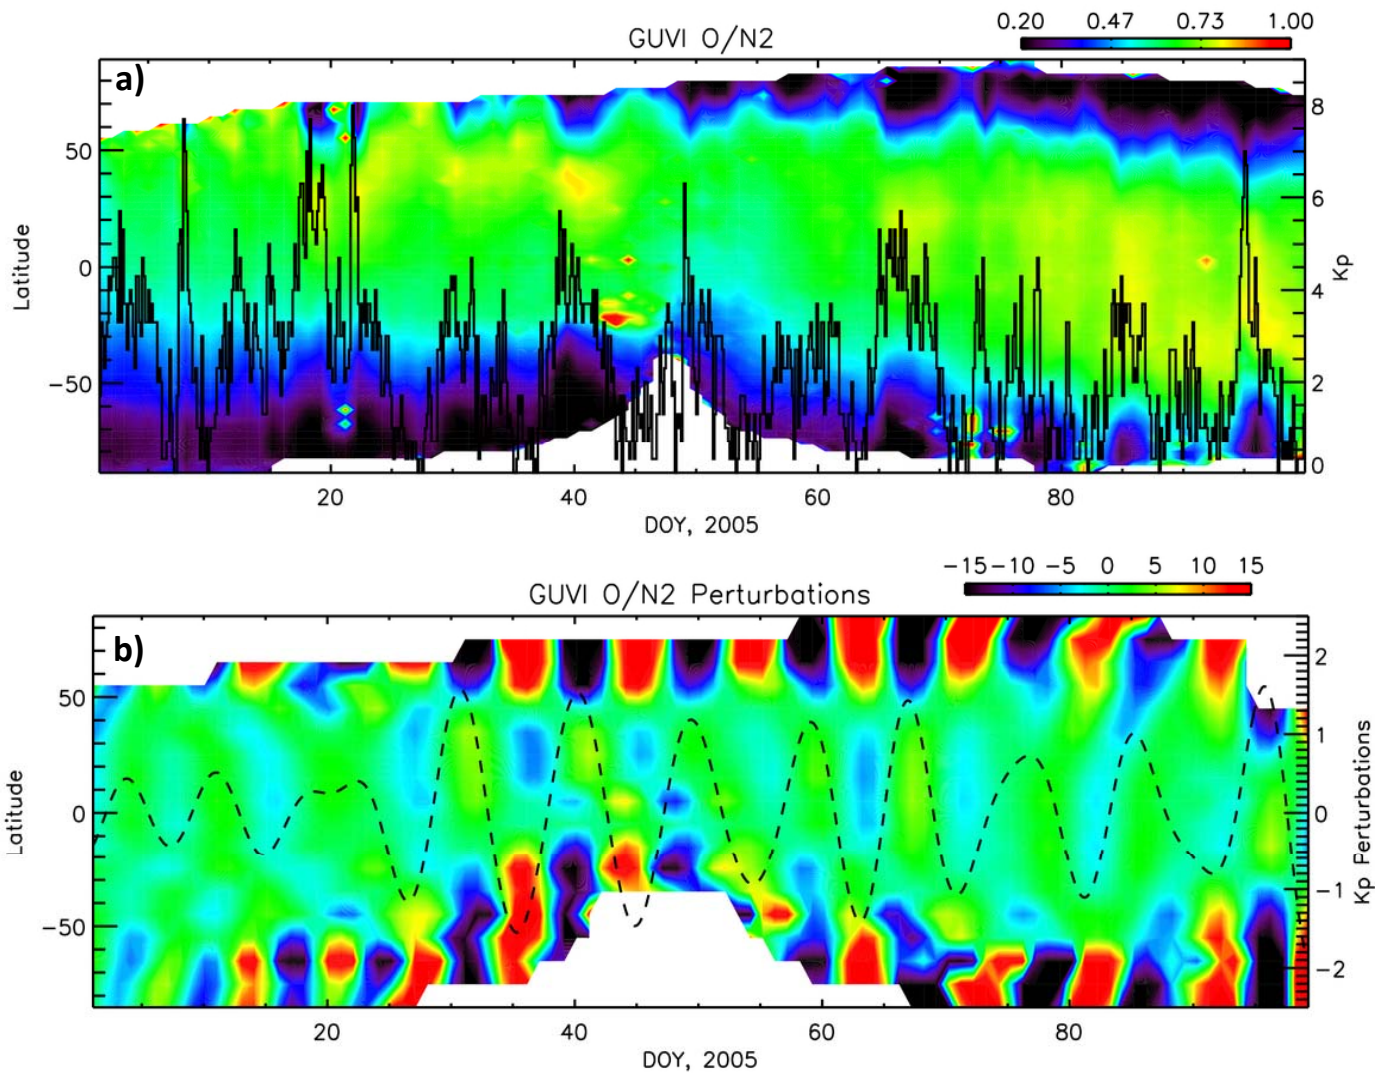 0.20 0.47 0.73 1.00
GUVI O/N2
a)
50
0
−50
Latitude
8
6
4
2
0
Kp
20 40 60 80
DOY, 2005
−15 −10 −5 0 5 10 15
GUVI O/N2 Perturbations
b)
50
0
−50
Latitude
2
1
0
−1
−2
Kp Perturbations
20 40 60 80
DOY, 2005